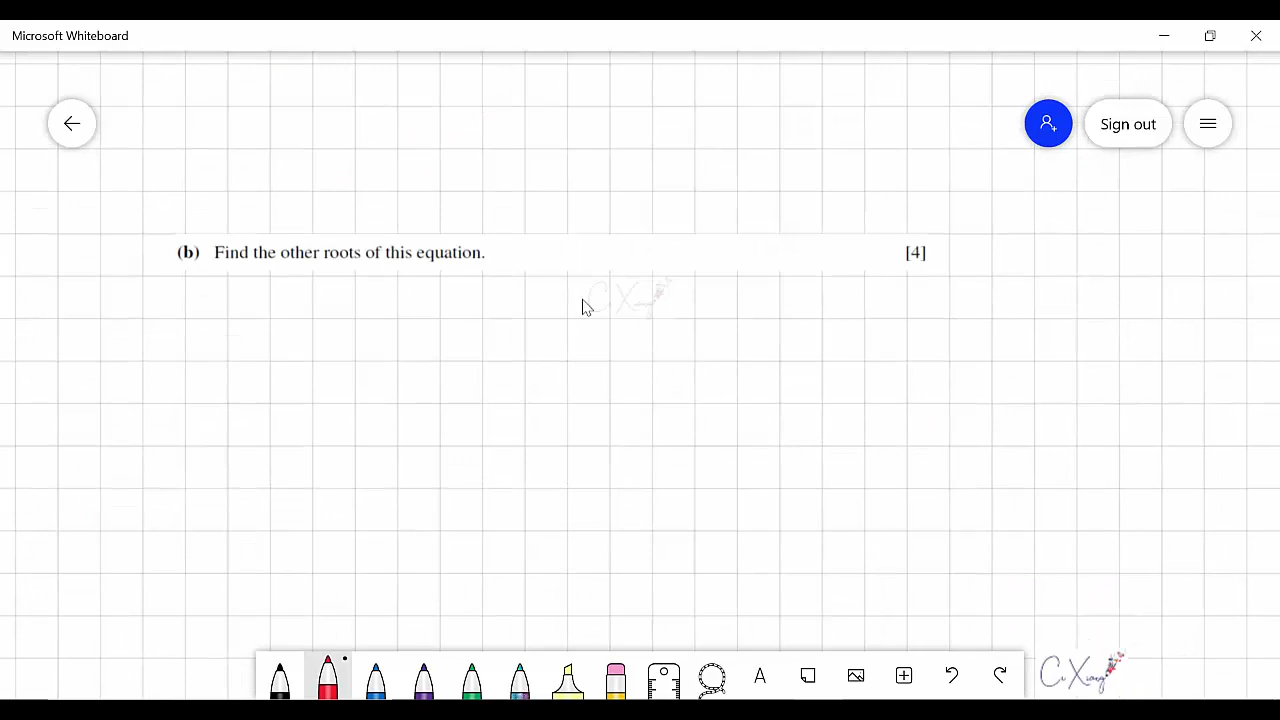 Microsoft Whiteboard
Sign out
(b) Find the other roots of this equation. [4]
A